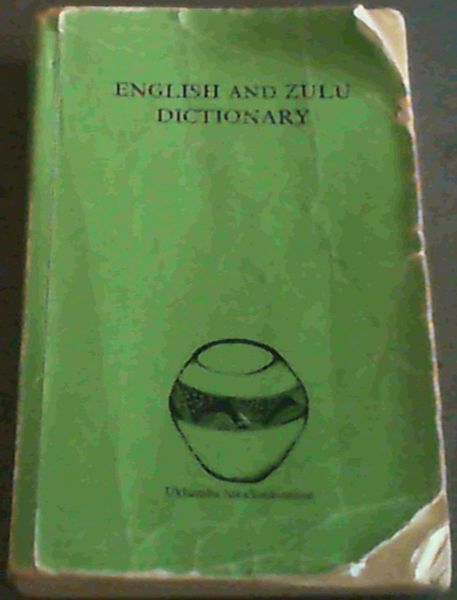 ENGLISH AND ZULU
DICTIONARY